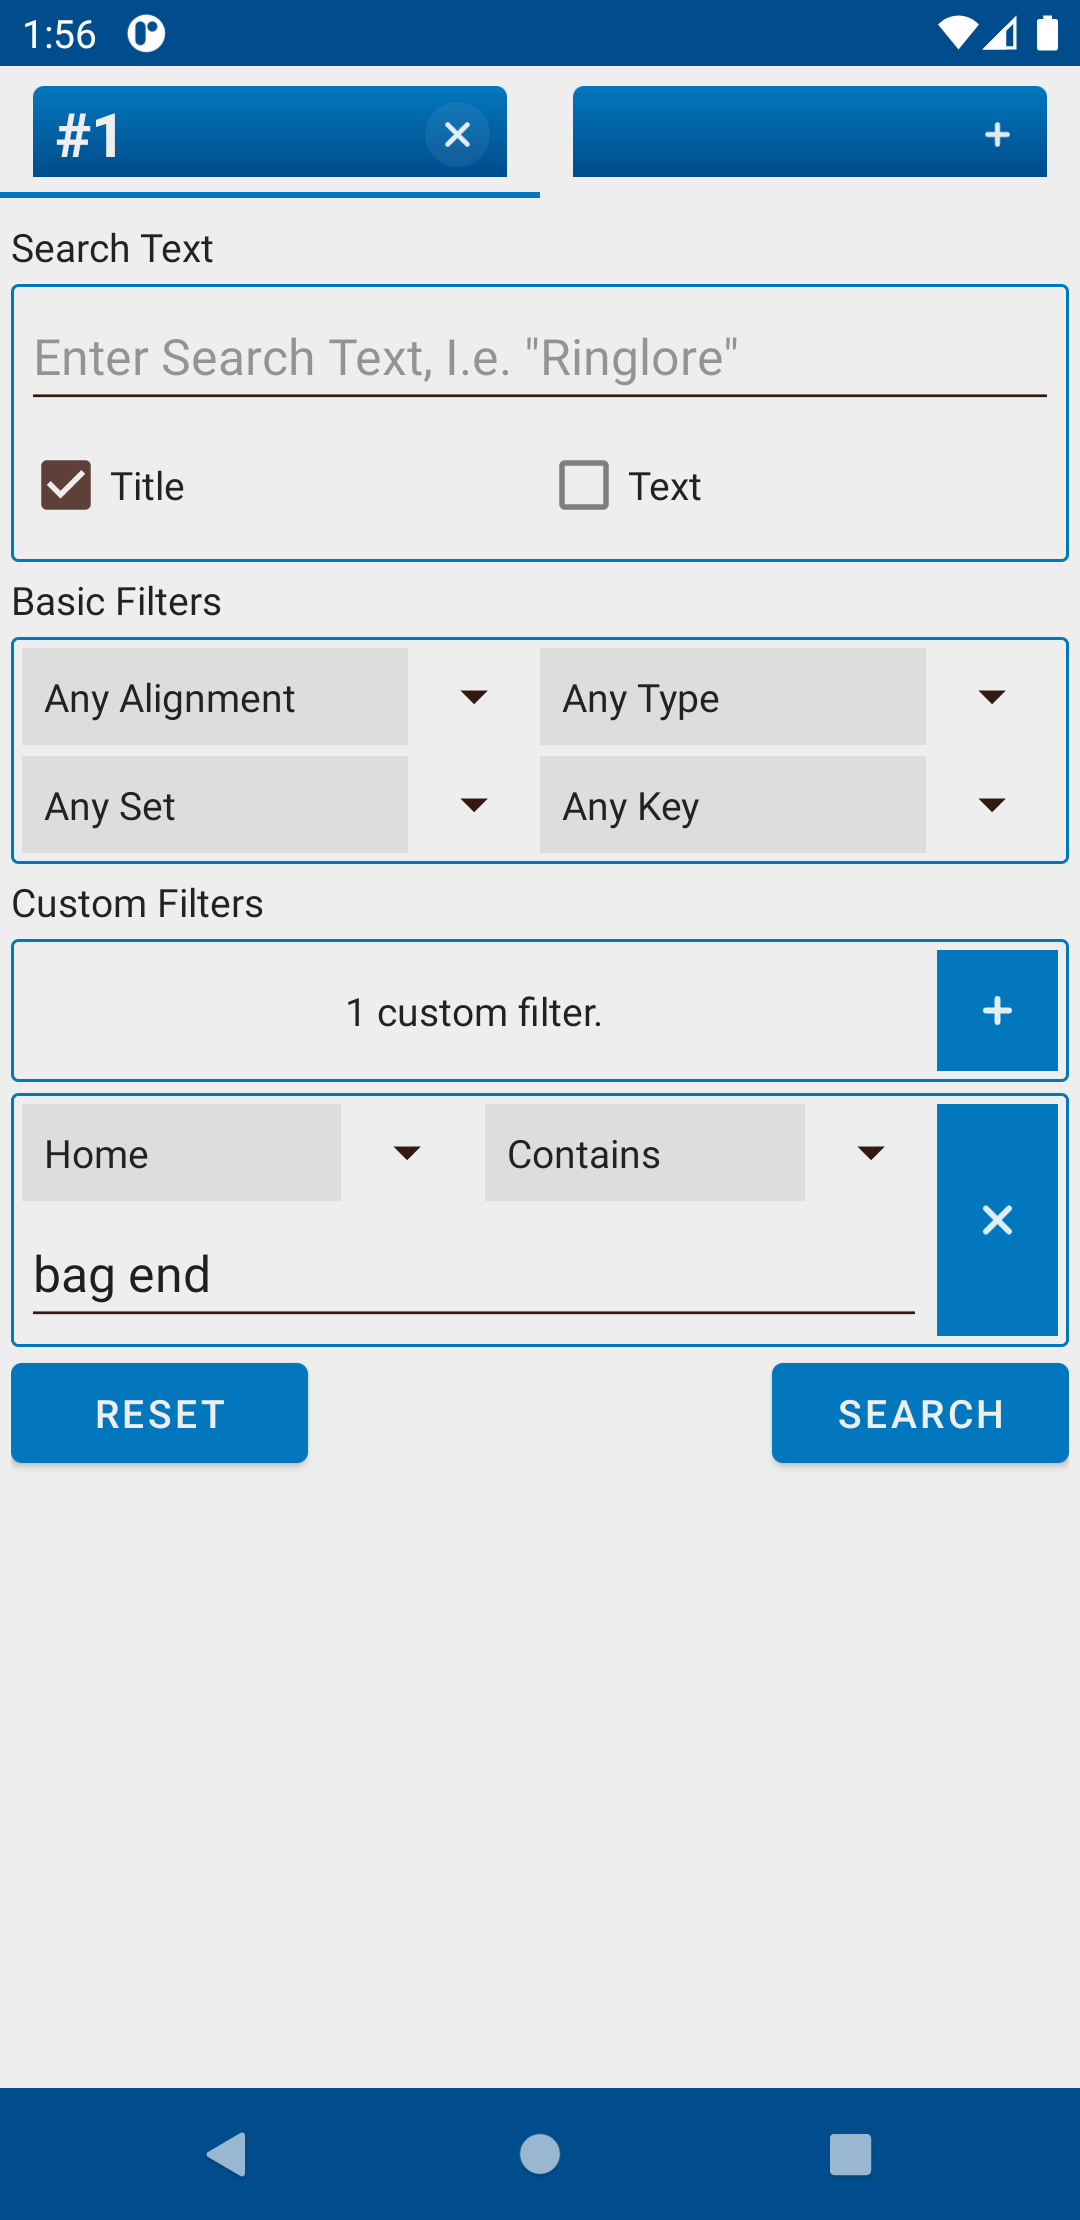 1:56
#1
Search Text
Enter Search Text, I.e. "Ringlore"
Title Text
Basic Filters
Any Alignment Any Type
Any Set Any Key
Custom Filters
1 custom filter.
Home Contains
bag end
RESET SEARCH